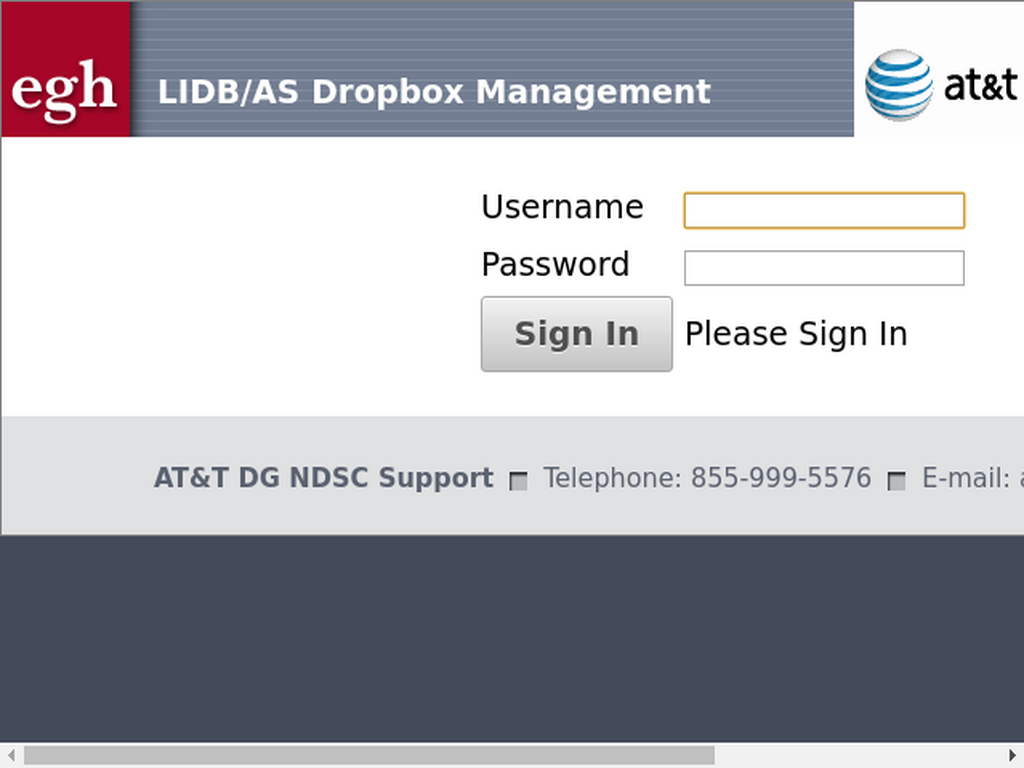 egh
LIDB/AS Dropbox Management
at&t
Username
Password
Sign In
Please Sign In
AT&T DG NDSC Support Telephone: 855-999-5576 E-mail: